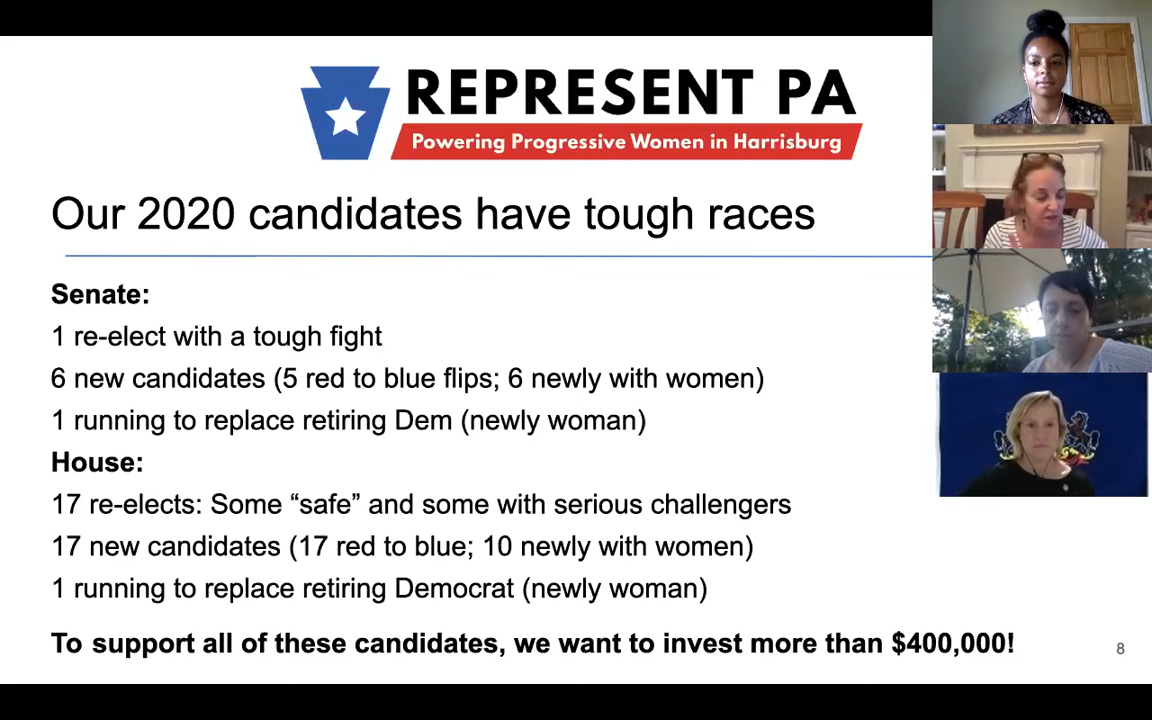 REPRESENT PA
Powering Progressive Women in Harrisburg
Our 2020 candidates have tough races
Senate:
1 re-elect with a tough fight
6 new candidates (5 red to blue flips; 6 newly with women)
1 running to replace retiring Dem (newly woman)
House:
17 re-elects: Some “safe” and some with serious challengers
17 new candidates (17 red to blue; 10 newly with women)
1 running to replace retiring Democrat (newly woman)
To support all of these candidates, we want to invest more than $400,000!
8